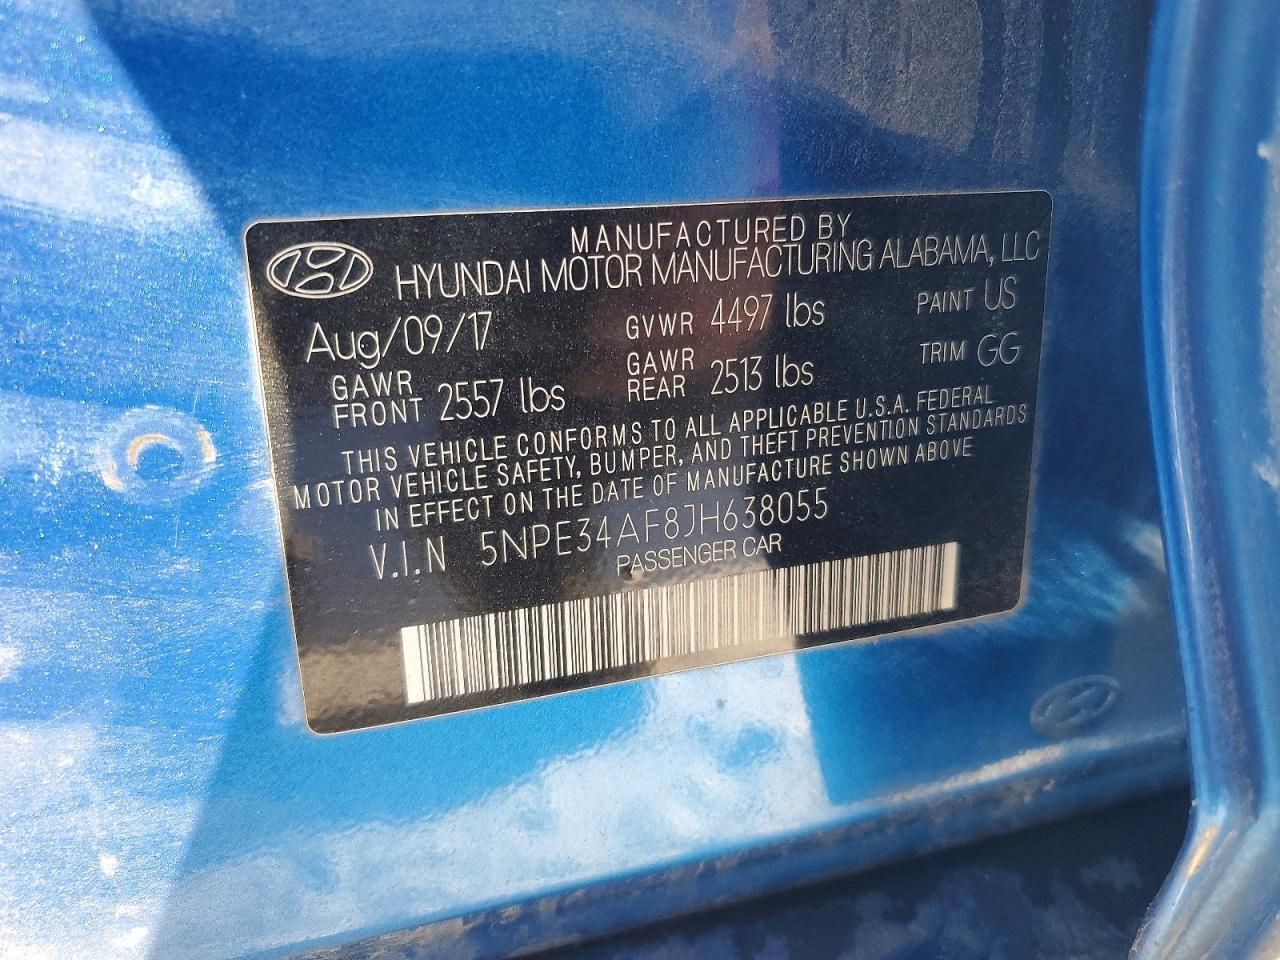 MANUFACTURED BY
HYUNDAI MOTOR MANUFACTURING ALABAMA, LLC
Aug/09/17 GVWR 4497 lbs PAINT US
GAWR FRONT 2557 lbs GAWR REAR 2513 lbs TRIM GG
THIS VEHICLE CONFORMS TO ALL APPLICABLE U.S.A. FEDERAL
MOTOR VEHICLE SAFETY, BUMPER, AND THEFT PREVENTION STANDARDS
IN EFFECT ON THE DATE OF MANUFACTURE SHOWN ABOVE
V.I.N 5NPE34AF8JH638055
PASSENGER CAR